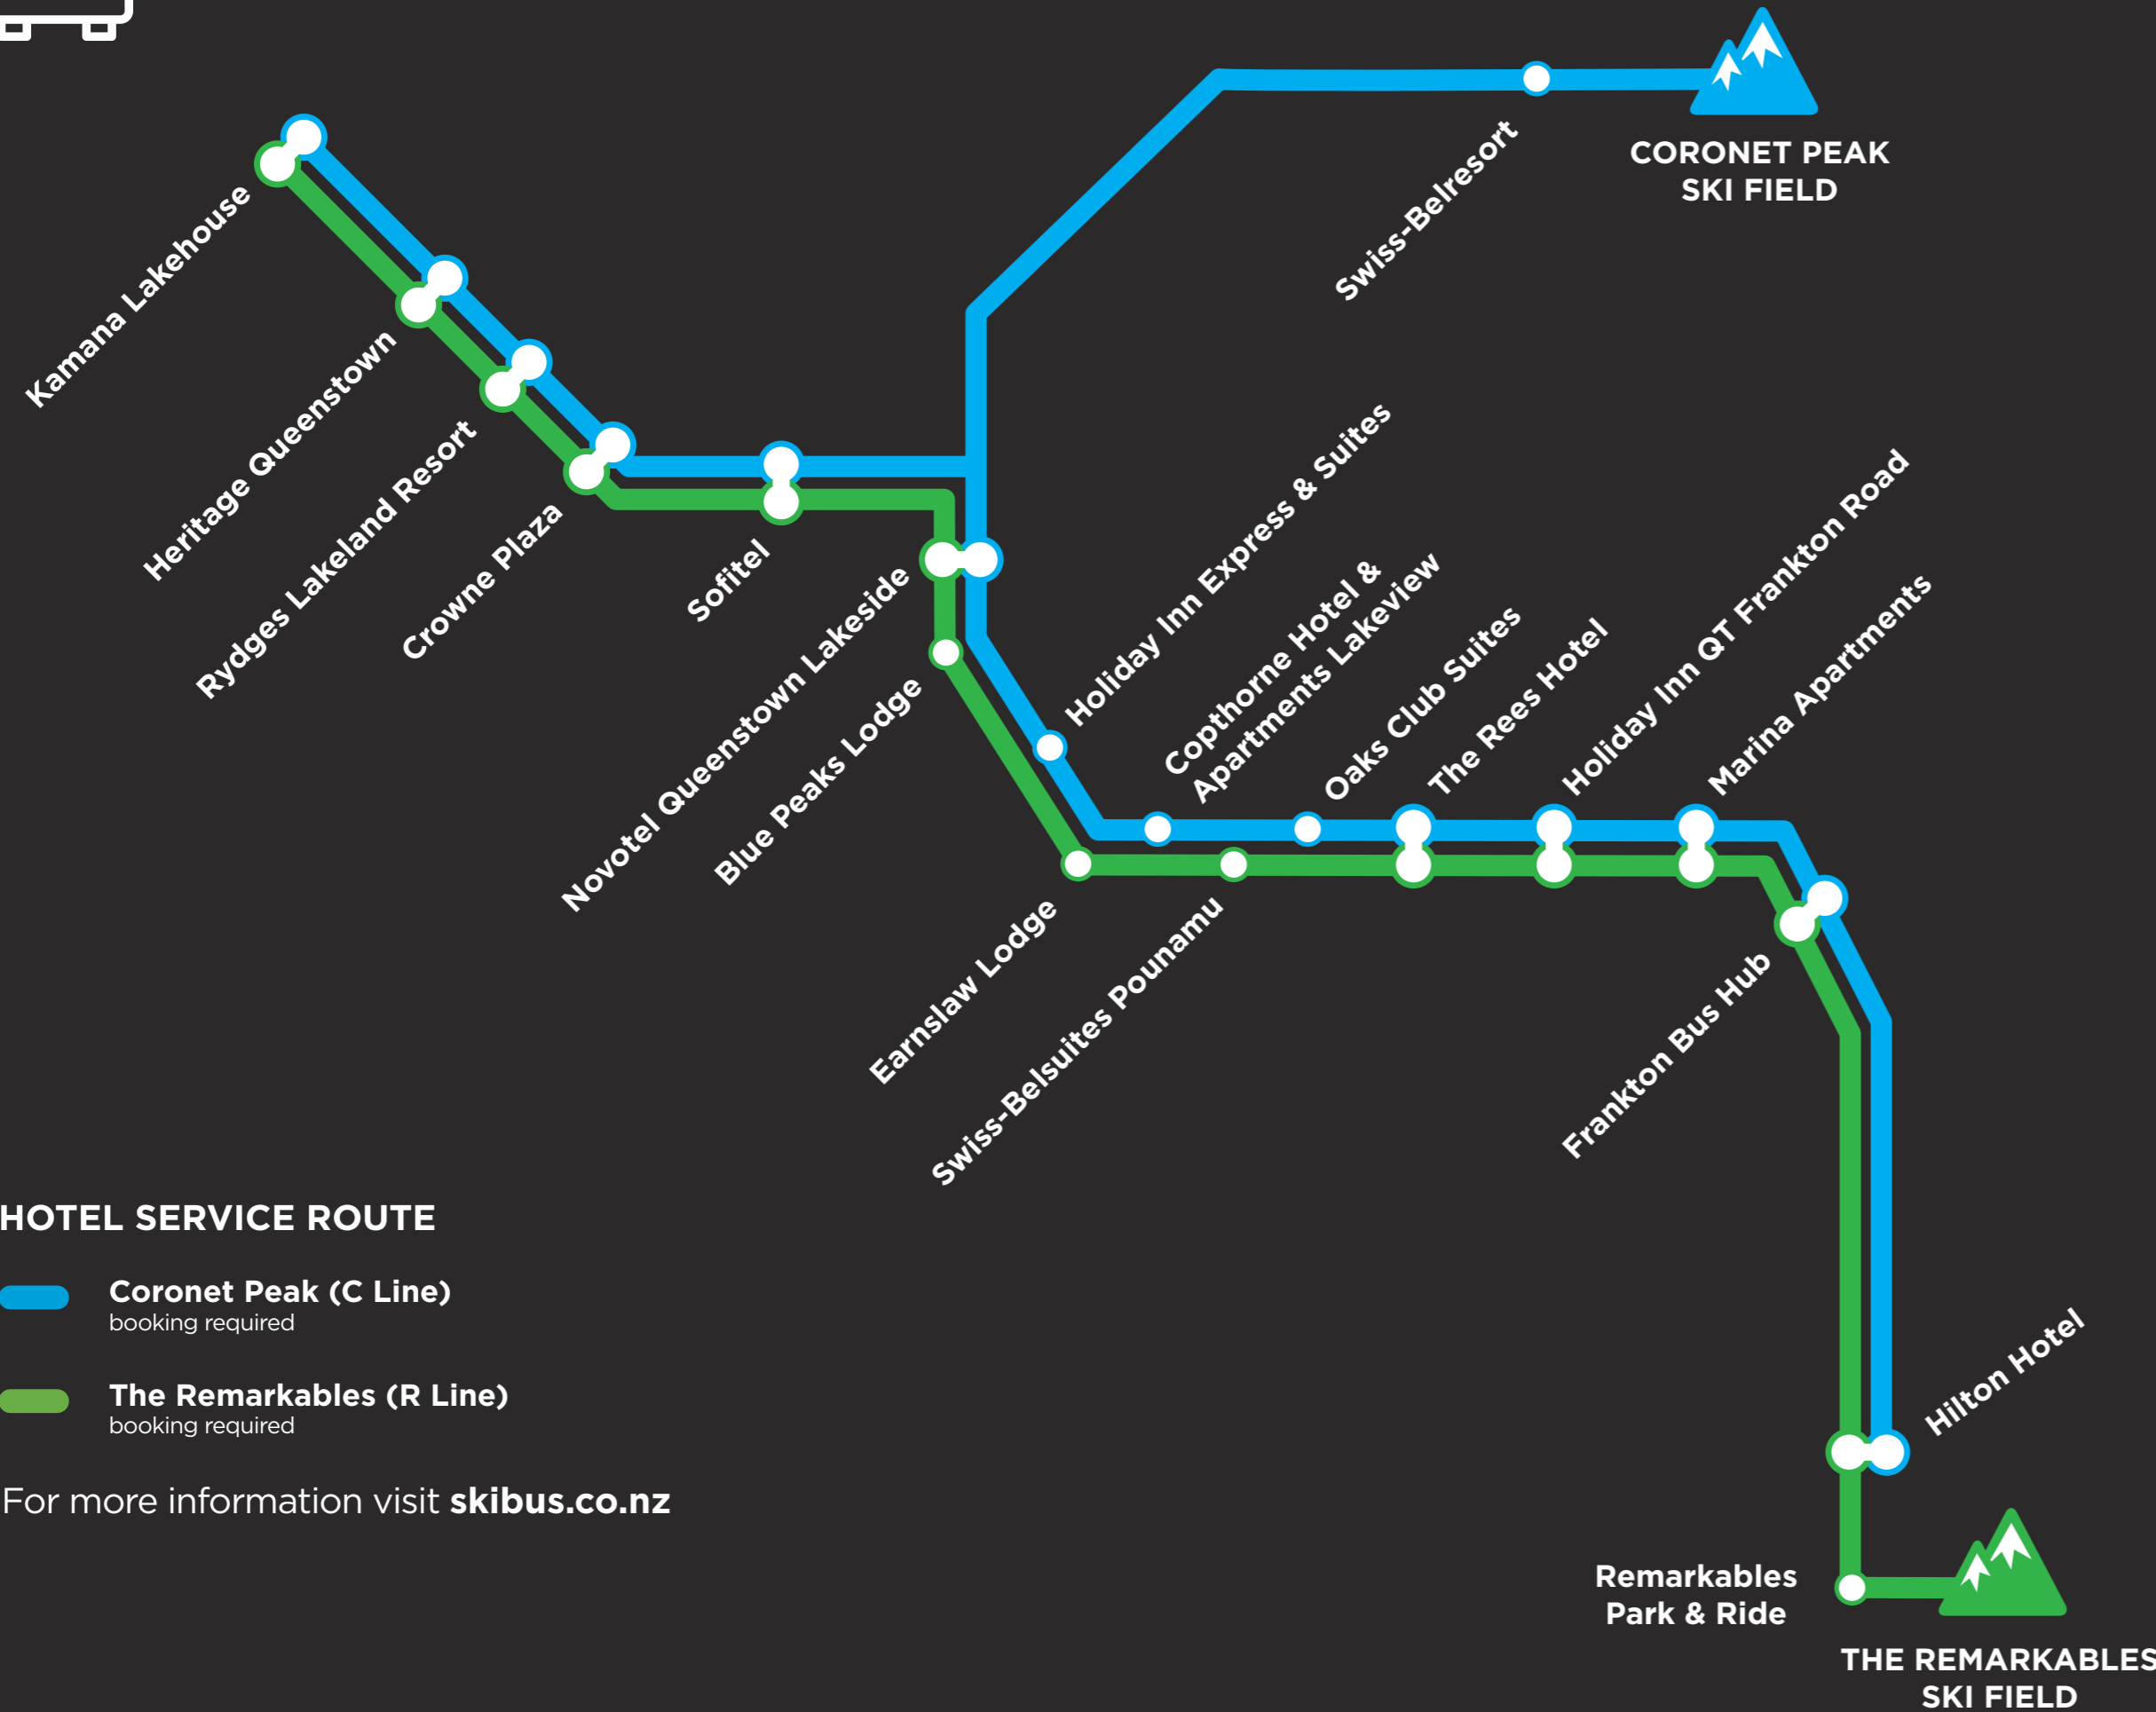 CORONET PEAK
SKI FIELD
Swiss-Belresort
Kamana Lakehouse
Heritage Queenstown
Rydges Lakeland Resort
Crowne Plaza
Sofitel
Novotel Queenstown Lakeside
Blue Peaks Lodge
Holiday Inn Express & Suites
Copthorne Hotel &
Apartments Lakeview
Oaks Club Suites
The Rees Hotel
Holiday Inn QT Frankton Road
Marina Apartments
Earnslaw Lodge
Swiss-Belsuites Pounamu
Frankton Bus Hub
Hilton Hotel
HOTEL SERVICE ROUTE
Coronet Peak (C Line)
booking required
The Remarkables (R Line)
booking required
For more information visit skibus.co.nz
Remarkables
Park & Ride
THE REMARKABLES
SKI FIELD